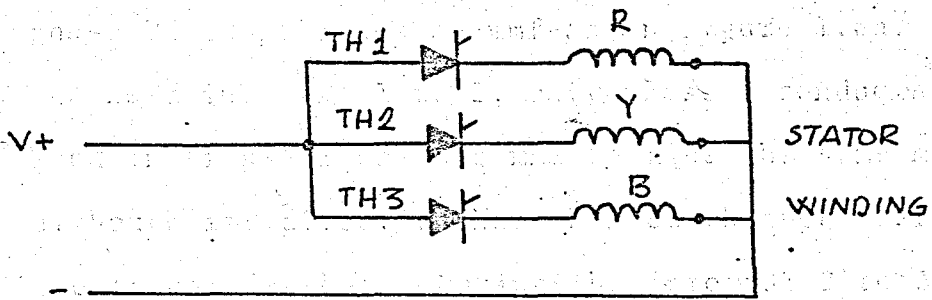 R
TH1
Y
TH2
V+
STATOR
B
TH3
WINDING
-